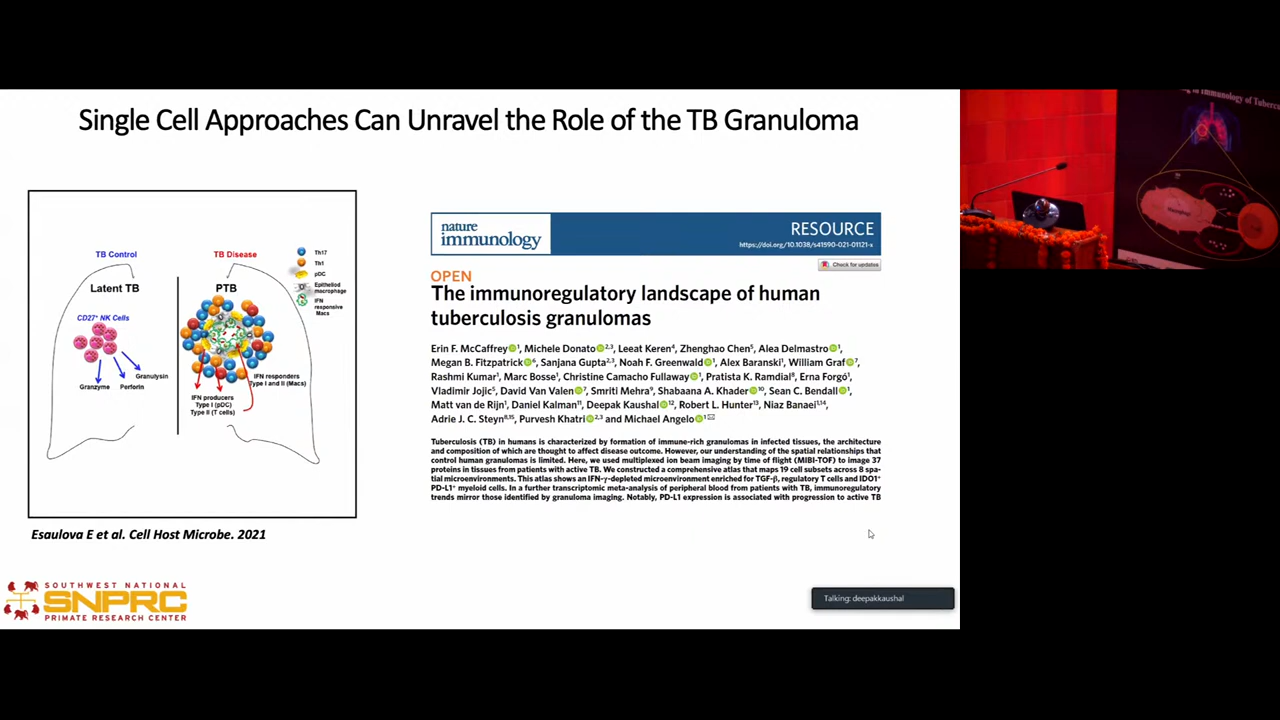 Single Cell Approaches Can Unravel the Role of the TB Granuloma
TB Control
TB Disease
Latent TB
PTB
CD27⁺ NK Cells
Granulysin
Granzyme
Perforin
Th17
Th1
pDC
Epithelioid
macrophage
IFN
responsive
Macs
IFN responders
Type I and II (Macs)
IFN producers
Type I (pDC)
Type II (T cells)
Esaulova E et al. Cell Host Microbe. 2021
nature
immunology
RESOURCE
https://doi.org/10.1038/s41590-021-01121-x
Check for updates
OPEN
The immunoregulatory landscape of human
tuberculosis granulomas
Erin F. McCaffrey¹, Michele Donato²,³, Leeat Keren⁴, Zhenghao Chen⁵, Alea Delmastro¹,
Megan B. Fitzpatrick⁶, Sanjana Gupta²,³, Noah F. Greenwald¹, Alex Baranski¹, William Graf⁷,
Rashmi Kumar¹, Marc Bosse¹, Christine Camacho Fullaway¹, Pratista K. Ramdial⁸, Erna Forgó¹,
Vladimir Jojic⁵, David Van Valen⁷, Smriti Mehra⁹, Shabaana A. Khader¹⁰, Sean C. Bendall¹,
Matt van de Rijn¹, Daniel Kalman¹¹, Deepak Kaushal¹², Robert L. Hunter¹³, Niaz Banaei¹,¹⁴,
Adrie J. C. Steyn⁸,¹⁵, Purvesh Khatri²,³ and Michael Angelo¹
Tuberculosis (TB) in humans is characterized by formation of immune-rich granulomas in infected tissues, the architecture
and composition of which are thought to affect disease outcome. However, our understanding of the spatial relationships that
control human granulomas is limited. Here, we used multiplexed ion beam imaging by time of flight (MIBI-TOF) to image 37
proteins in tissues from patients with active TB. We constructed a comprehensive atlas that maps 19 cell subsets across 8 spa-
tial microenvironments. This atlas shows an IFN-γ-depleted microenvironment enriched for TGF-β, regulatory T cells and IDO1⁺
PD-L1⁺ myeloid cells. In a further transcriptomic meta-analysis of peripheral blood from patients with TB, immunoregulatory
trends mirror those identified by granuloma imaging. Notably, PD-L1 expression is associated with progression to active TB
SOUTHWEST NATIONAL
SNPRC
PRIMATE RESEARCH CENTER
Talking: deepakkaushal
Immunology of Tubercu